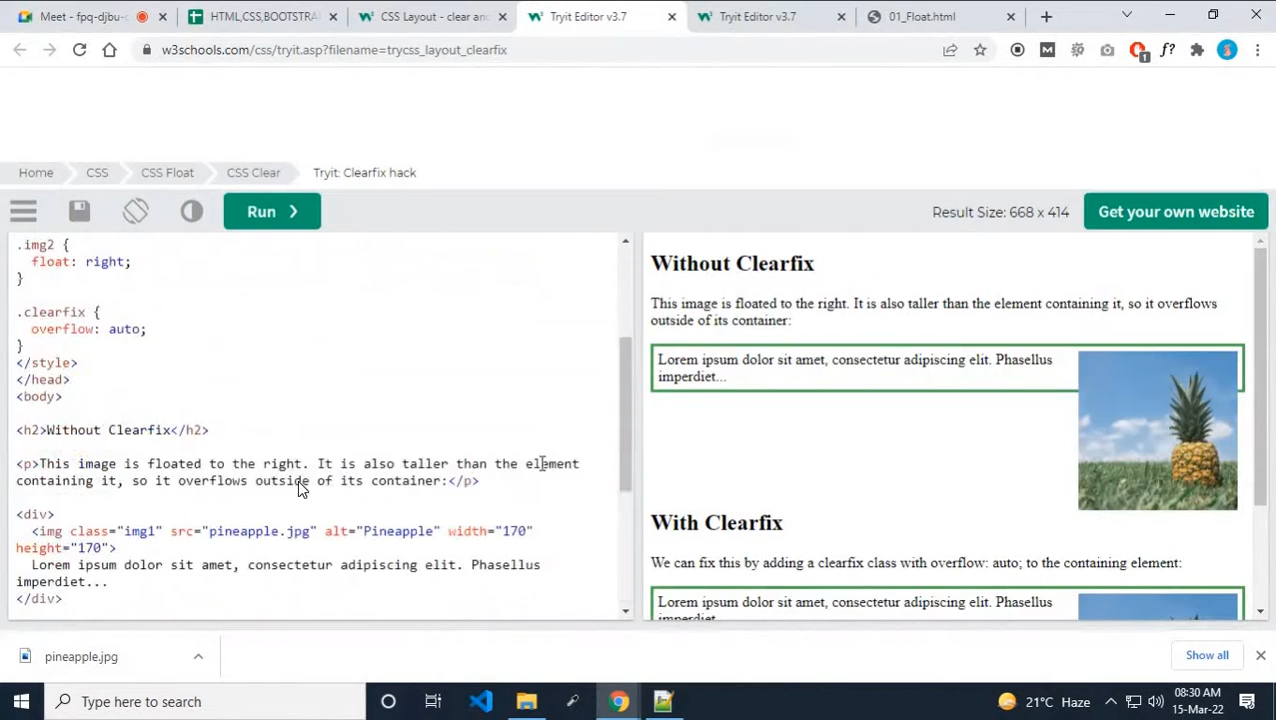 Meet - fpq-djbu-
HTML,CSS,BOOTSTRA
CSS Layout - clear an
Tryit Editor v3.7
Tryit Editor v3.7
01_Float.html
w3schools.com/css/tryit.asp?filename=trycss_layout_clearfix
Home
CSS
CSS Float
CSS Clear
Tryit: Clearfix hack
Run ❯
Result Size: 668 x 414
Get your own website
.img2 {
float: right;
}
.clearfix {
overflow: auto;
}
</style>
</head>
<body>
<h2>Without Clearfix</h2>
<p>This image is floated to the right. It is also taller than the element
containing it, so it overflows outside of its container:</p>
<div>
<img class="img1" src="pineapple.jpg" alt="Pineapple" width="170"
height="170">
Lorem ipsum dolor sit amet, consectetur adipiscing elit. Phasellus
imperdiet...
</div>
Without Clearfix
This image is floated to the right. It is also taller than the element containing it, so it overflows
outside of its container:
Lorem ipsum dolor sit amet, consectetur adipiscing elit. Phasellus
imperdiet...
With Clearfix
We can fix this by adding a clearfix class with overflow: auto; to the containing element:
Lorem ipsum dolor sit amet, consectetur adipiscing elit. Phasellus
imperdiet
pineapple.jpg
Show all
Type here to search
21°C Haze
08:30 AM
15-Mar-22